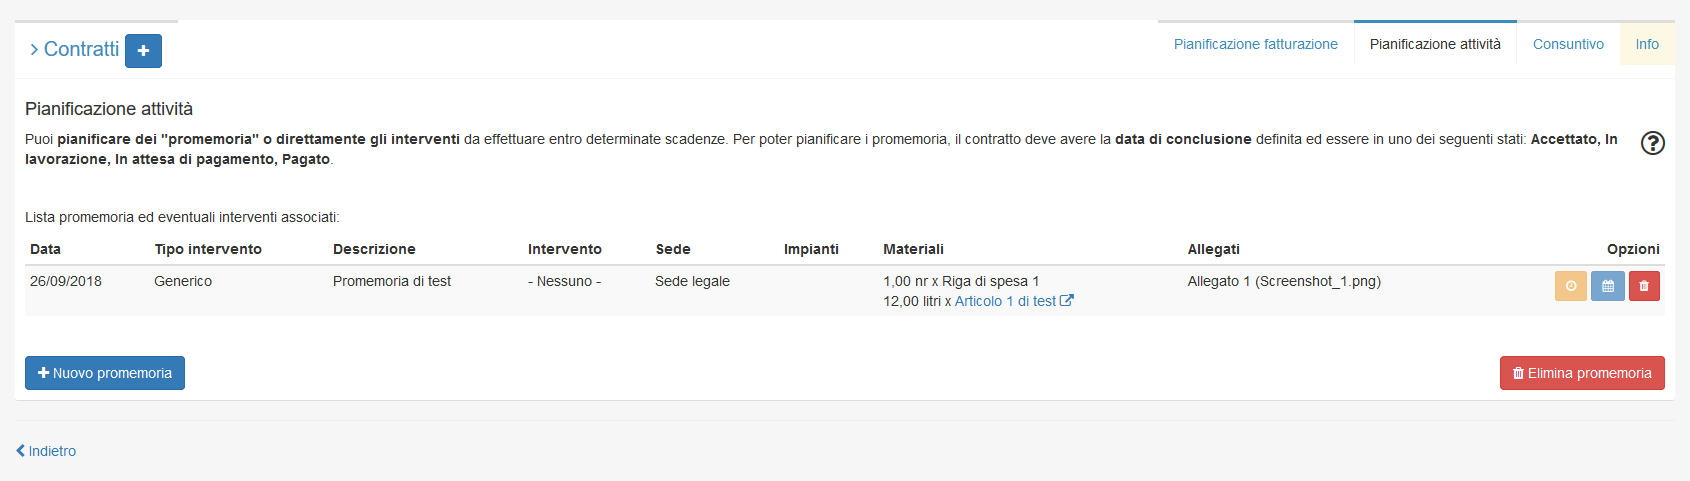 Contratti
Pianificazione fatturazione
Pianificazione attività
Consuntivo
Info
Pianificazione attività
Puoi pianificare dei "promemoria" o direttamente gli interventi da effettuare entro determinate scadenze. Per poter pianificare i promemoria, il contratto deve avere la data di conclusione definita ed essere in uno dei seguenti stati: Accettato, In
lavorazione, In attesa di pagamento, Pagato.
Lista promemoria ed eventuali interventi associati:
Data Tipo intervento Descrizione Intervento Sede Impianti Materiali Allegati Opzioni
26/09/2018 Generico Promemoria di test - Nessuno - Sede legale 1,00 nr x Riga di spesa 1 Allegato 1 (Screenshot_1.png)
12,00 litri x Articolo 1 di test
Nuovo promemoria
Elimina promemoria
Indietro